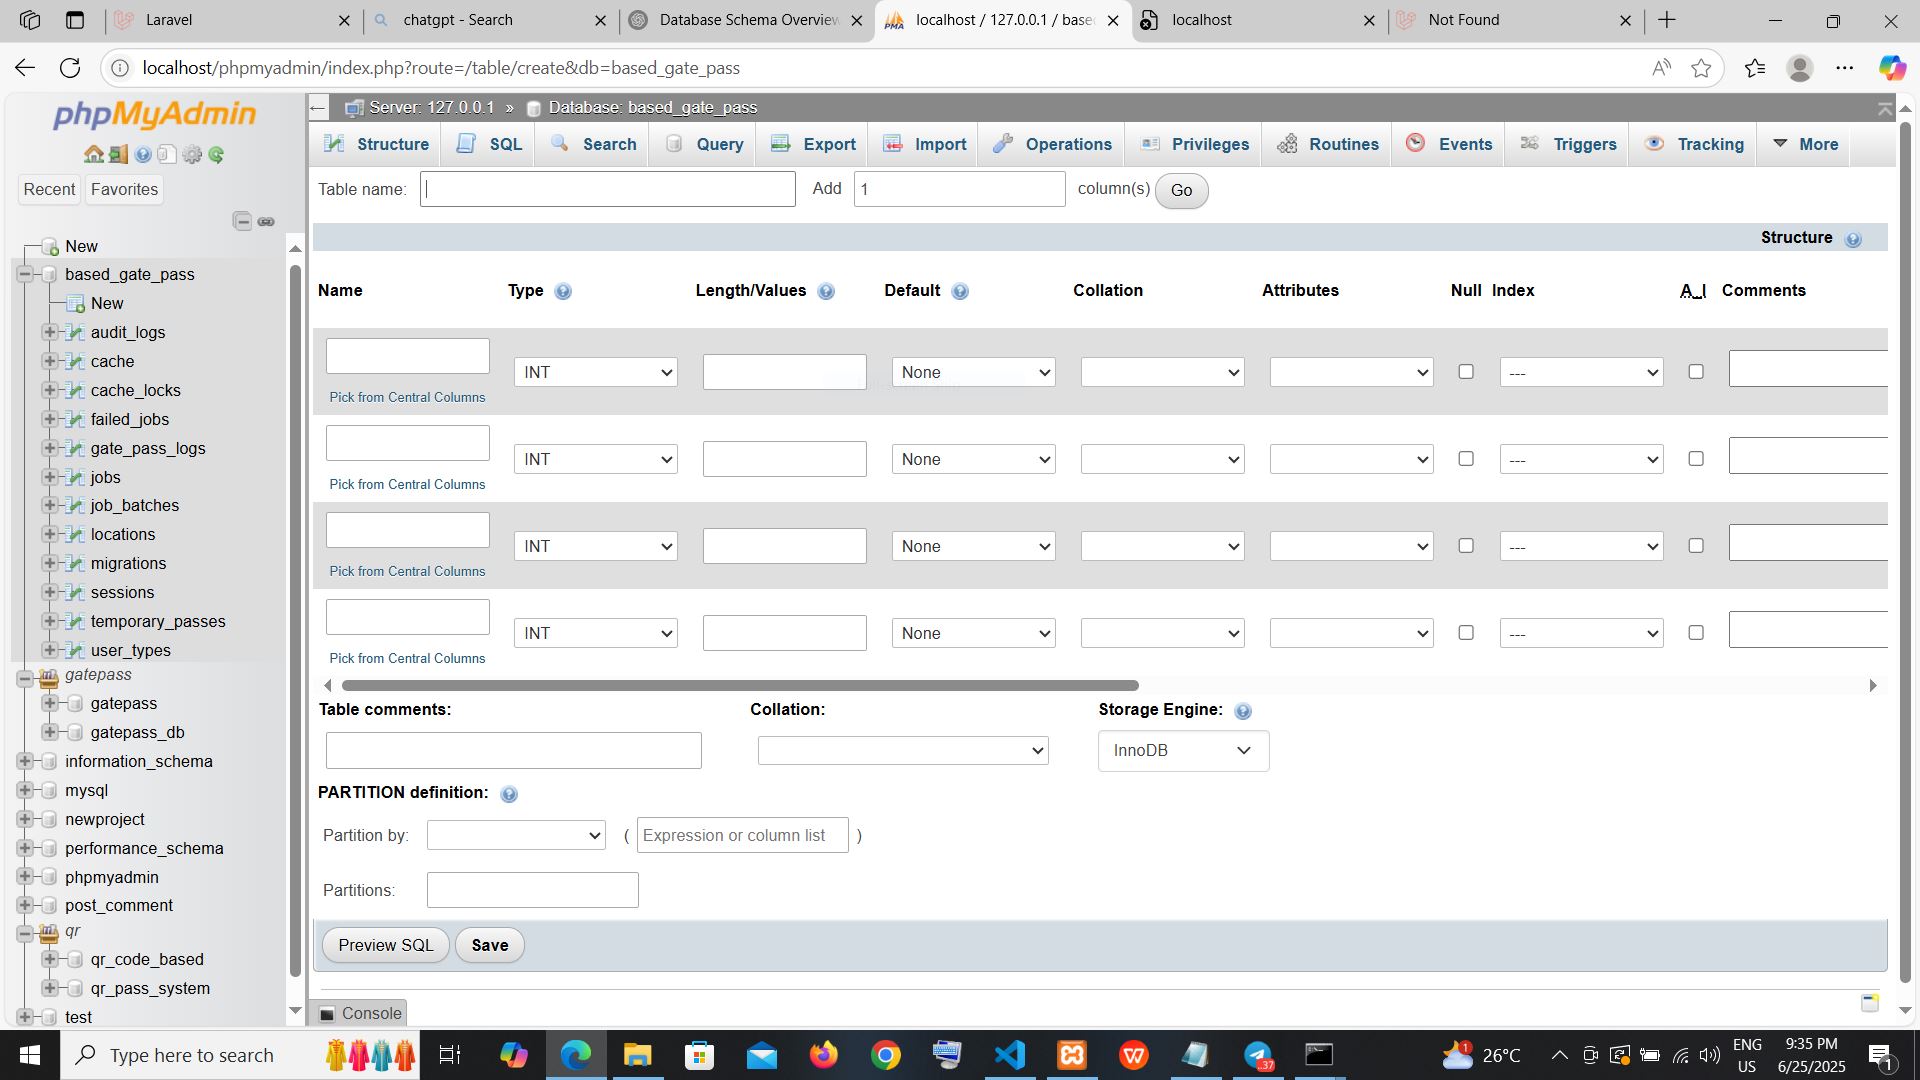 Laravel
chatgpt - Search
Database Schema Overview
localhost / 127.0.0.1 / base
localhost
Not Found
localhost/phpmyadmin/index.php?route=/table/create&db=based_gate_pass
phpMyAdmin
Recent
Favorites
New
based_gate_pass
New
audit_logs
cache
cache_locks
failed_jobs
gate_pass_logs
jobs
job_batches
locations
migrations
sessions
temporary_passes
user_types
gatepass
gatepass
gatepass_db
information_schema
mysql
newproject
performance_schema
phpmyadmin
post_comment
qr
qr_code_based
qr_pass_system
test
Server: 127.0.0.1 » Database: based_gate_pass
Structure SQL Search Query Export Import Operations Privileges Routines Events Triggers Tracking More
Table name: Add 1 column(s) Go
Structure
Name Type Length/Values Default Collation Attributes Null Index A_I Comments
INT None ---
Pick from Central Columns
INT None ---
Pick from Central Columns
INT None ---
Pick from Central Columns
INT None ---
Pick from Central Columns
Table comments: Collation: Storage Engine:
InnoDB
PARTITION definition:
Partition by: ( Expression or column list )
Partitions:
Preview SQL Save
Console
Type here to search
PMA
W
37
1
26°C
ENG
US
9:35 PM
6/25/2025
1